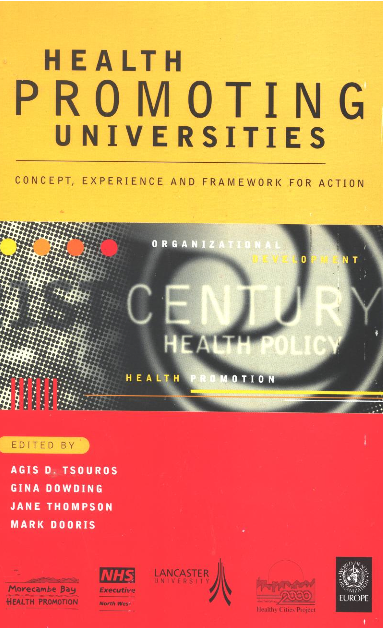 HEALTH
PROMOTING
UNIVERSITIES
CONCEPT, EXPERIENCE AND FRAMEWORK FOR ACTION
ORGANIZATIONAL
DEVELOPMENT
21ST CENTURY
HEALTH POLICY
HEALTH PROMOTION
EDITED BY
AGIS D. TSOUROS
GINA DOWDING
JANE THOMPSON
MARK DOORIS
Morecambe Bay
HEALTH PROMOTION
NHS
Executive
North West
LANCASTER
UNIVERSITY
Healthy Cities Project
EUROPE